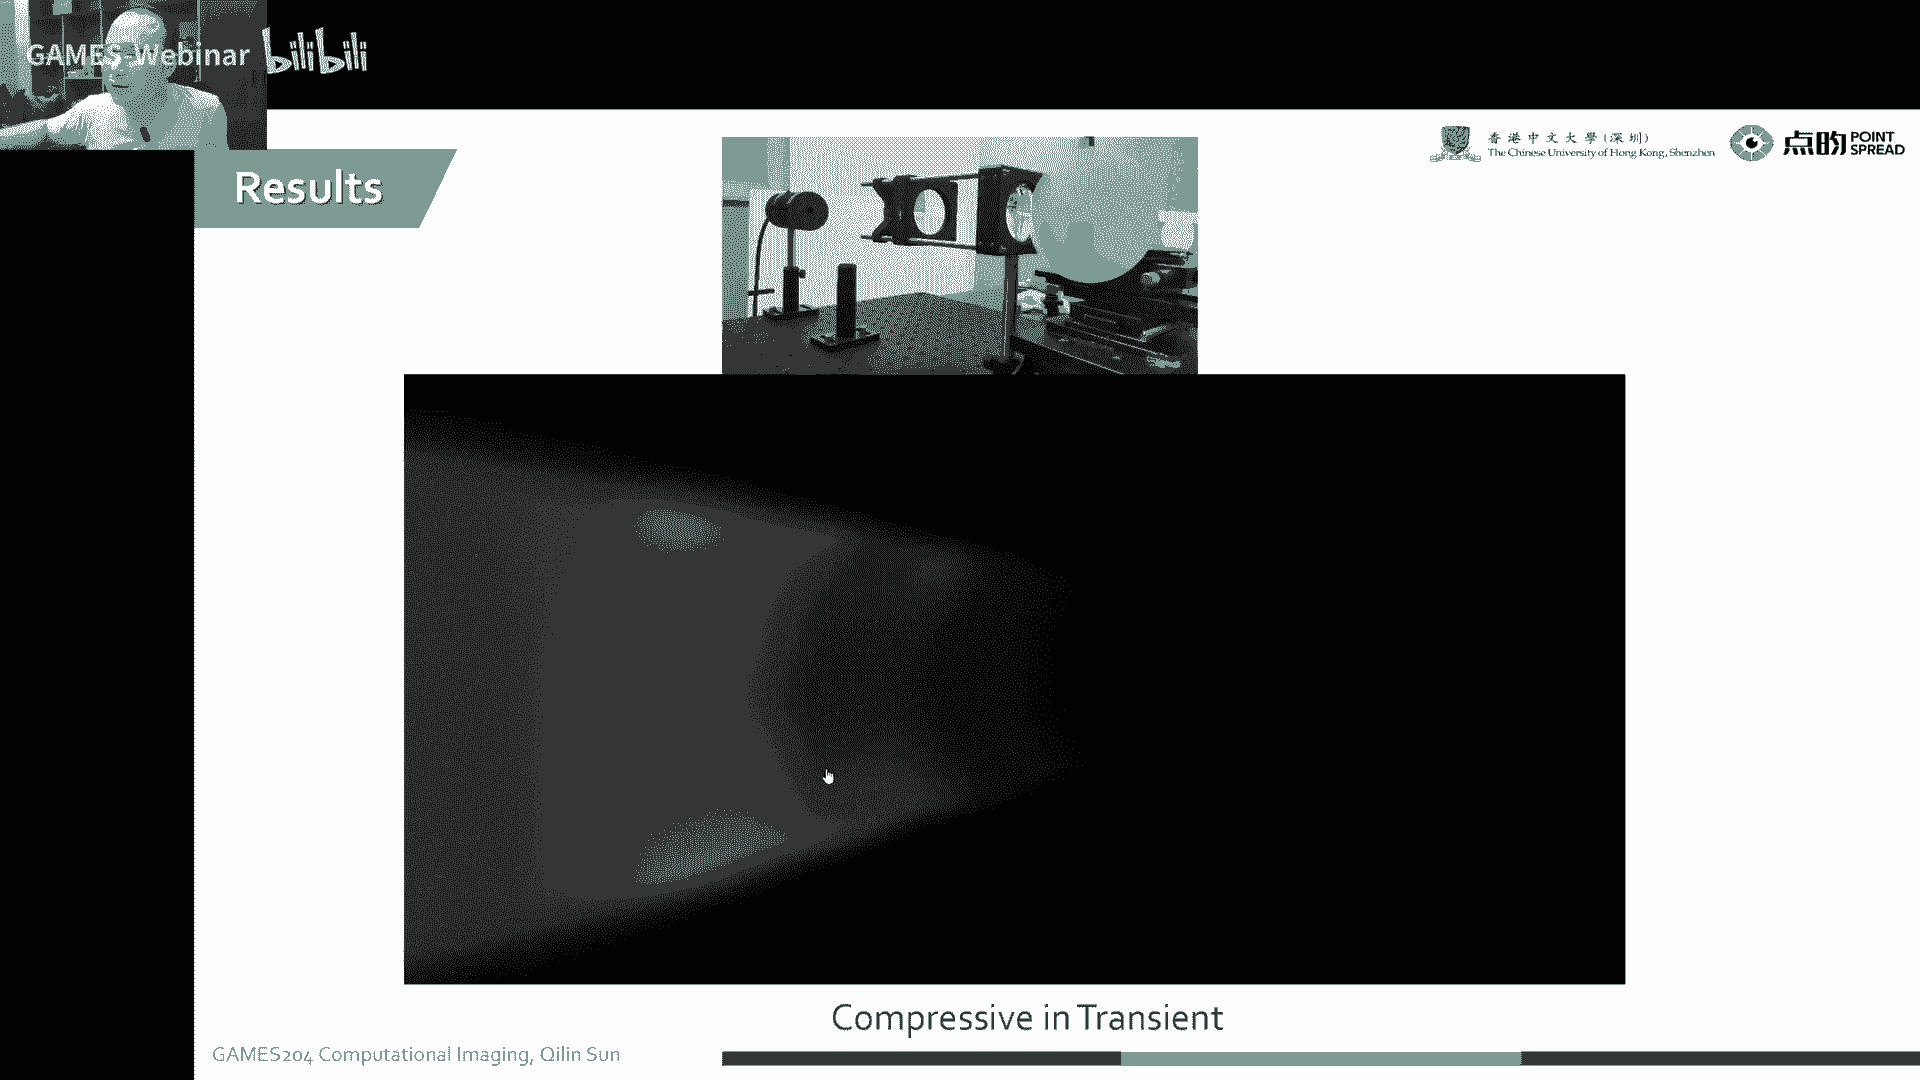 GAMES-Webinar bilibili
香港中文大學(深圳)
The Chinese University of Hong Kong, Shenzhen
点昀 POINT SPREAD
Results
Compressive in Transient
GAMES204 Computational Imaging, Qilin Sun